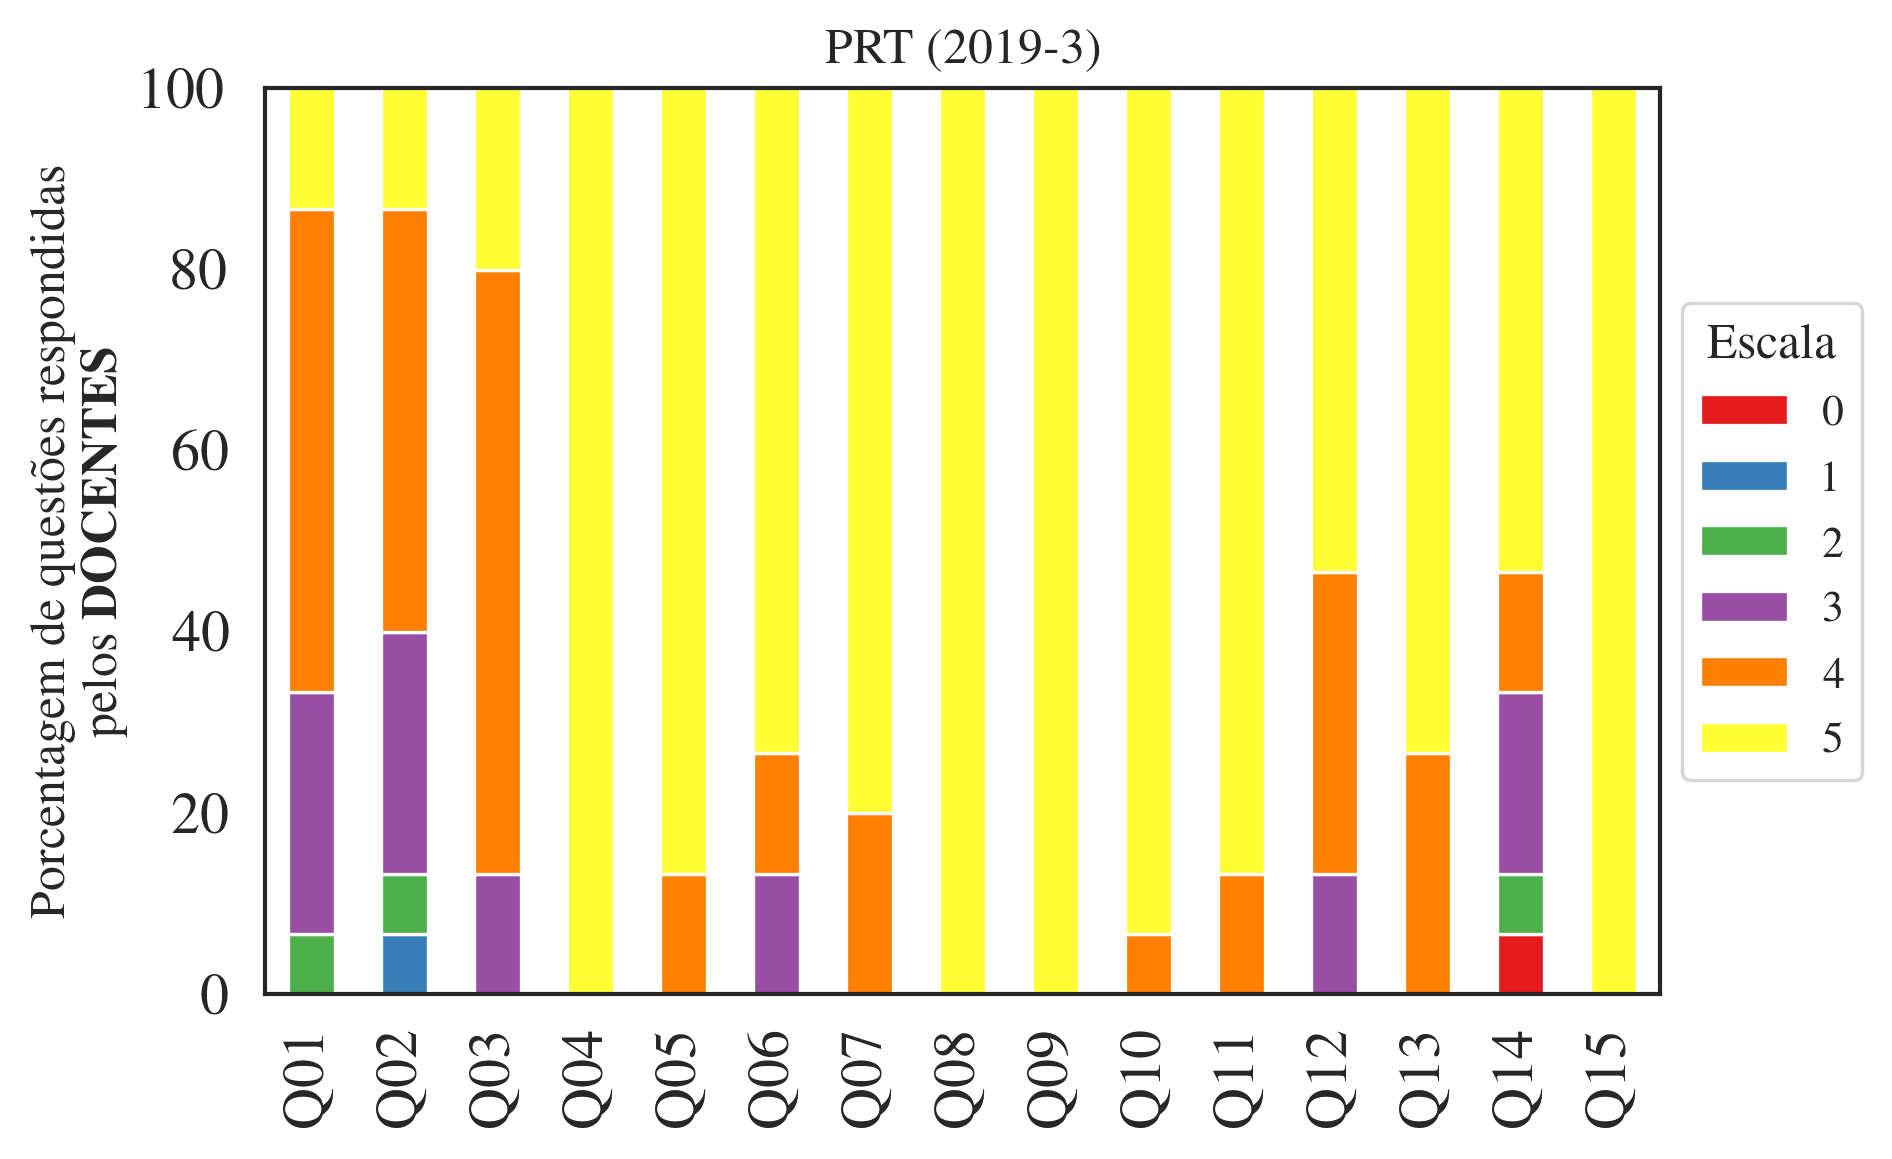 PRT (2019-3)
Porcentagem de questões respondidas
pelos DOCENTES
100
80
60
40
20
0
Q01
Q02
Q03
Q04
Q05
Q06
Q07
Q08
Q09
Q10
Q11
Q12
Q13
Q14
Q15
Escala
0
1
2
3
4
5